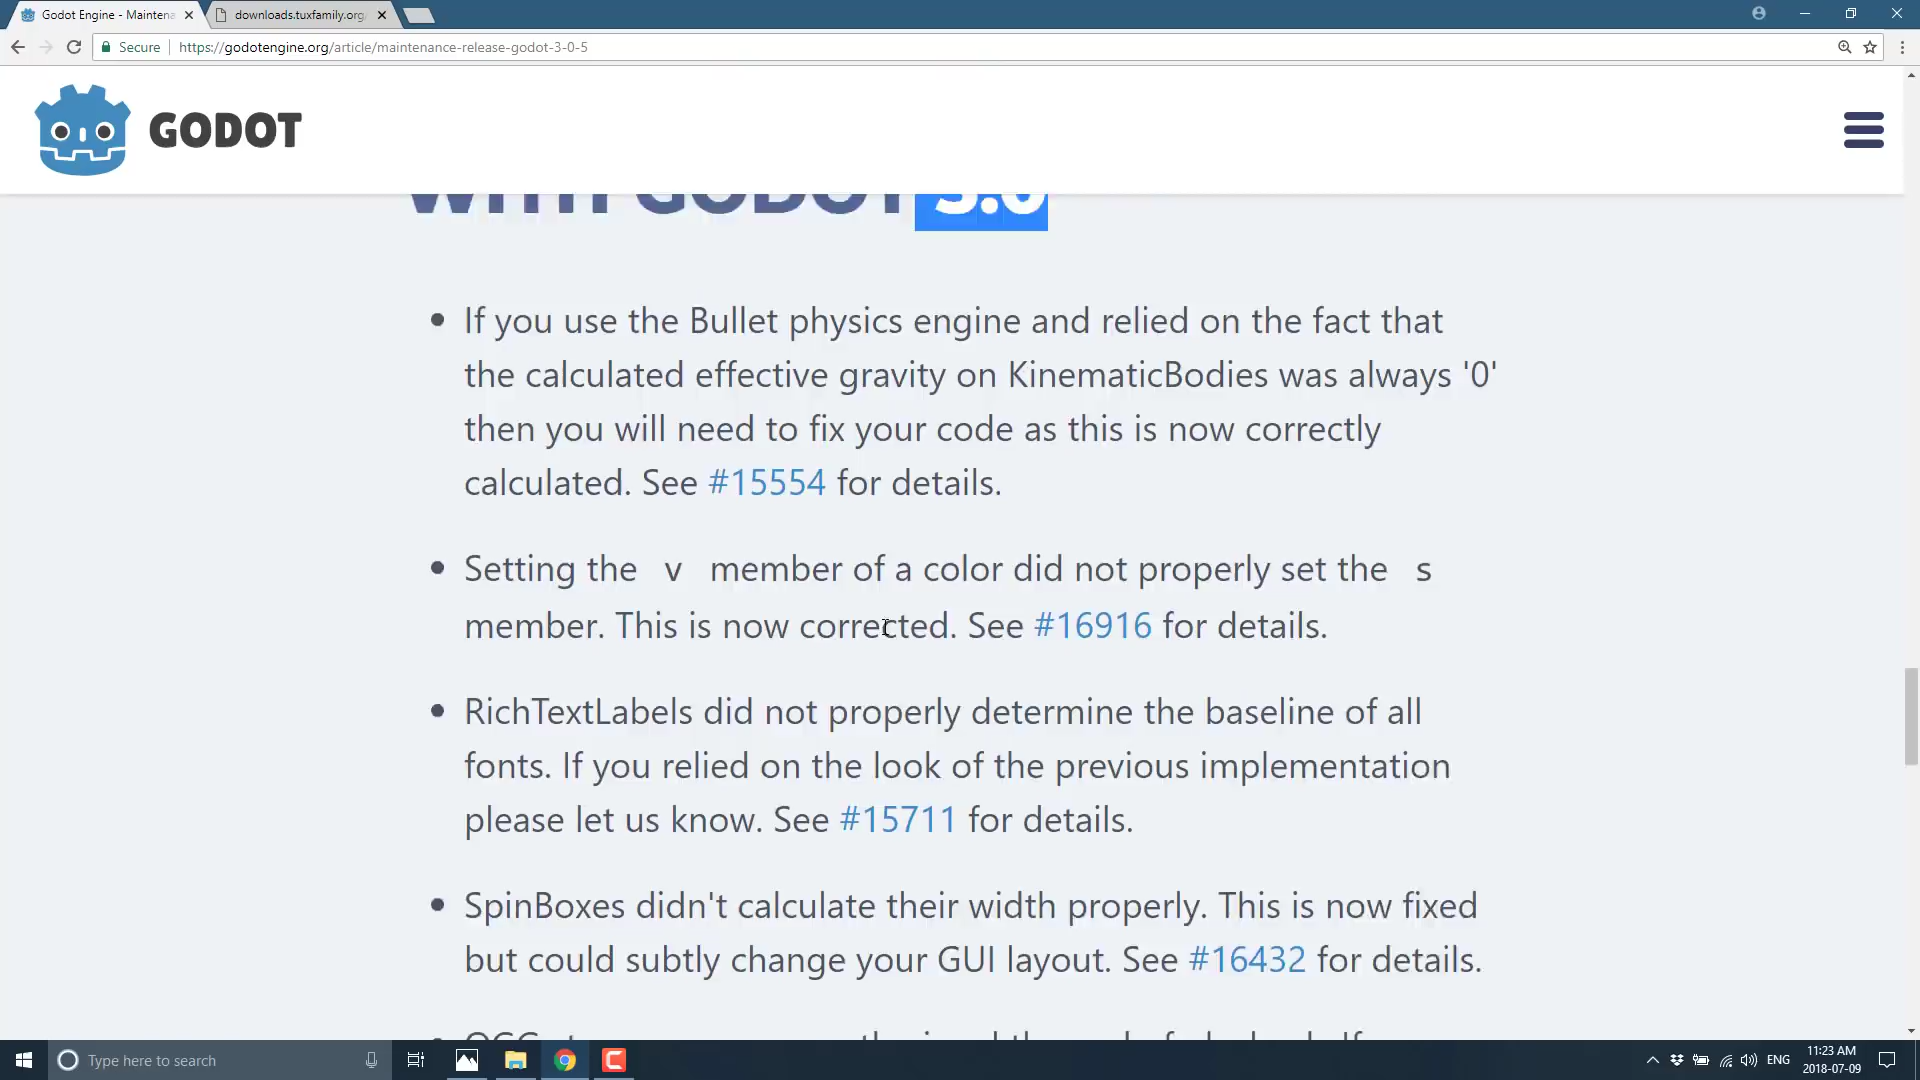 Godot Engine - Maintena
downloads.tuxfamily.org/
Secure
https://godotengine.org/article/maintenance-release-godot-3-0-5
GODOT
WITH GODOT 3.0
If you use the Bullet physics engine and relied on the fact that
the calculated effective gravity on KinematicBodies was always '0'
then you will need to fix your code as this is now correctly
calculated. See #15554 for details.
Setting the v member of a color did not properly set the s
member. This is now corrected. See #16916 for details.
RichTextLabels did not properly determine the baseline of all
fonts. If you relied on the look of the previous implementation
please let us know. See #15711 for details.
SpinBoxes didn't calculate their width properly. This is now fixed
but could subtly change your GUI layout. See #16432 for details.
Type here to search
ENG
11:23 AM
2018-07-09